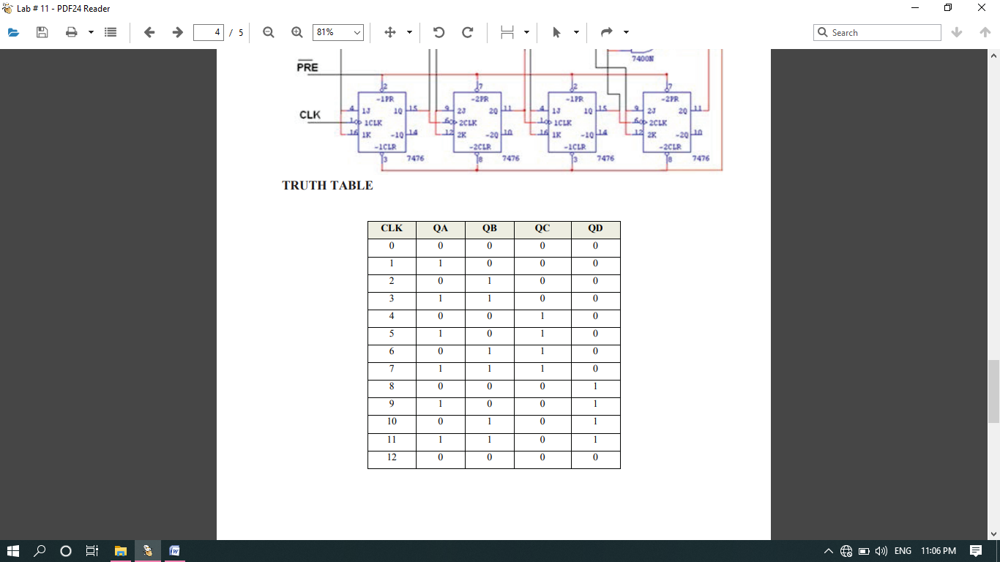 Lab # 11 - PDF24 Reader
4 / 5 81% Search
7400N
PRE
2 7 2 7
~1PR ~2PR ~1PR ~2PR
4 1J 1Q 15 9 2J 2Q 11 4 1J 1Q 15 9 2J 2Q 11
CLK 1 1CLK 6 2CLK 1 1CLK 6 2CLK
16 1K ~1Q 14 12 2K ~2Q 10 16 1K ~1Q 14 12 2K ~2Q 10
~1CLR ~2CLR ~1CLR ~2CLR
3 7476 8 7476 3 7476 8 7476
TRUTH TABLE
CLK QA QB QC QD
0 0 0 0 0
1 1 0 0 0
2 0 1 0 0
3 1 1 0 0
4 0 0 1 0
5 1 0 1 0
6 0 1 1 0
7 1 1 1 0
8 0 0 0 1
9 1 0 0 1
10 0 1 0 1
11 1 1 0 1
12 0 0 0 0
ENG 11:06 PM